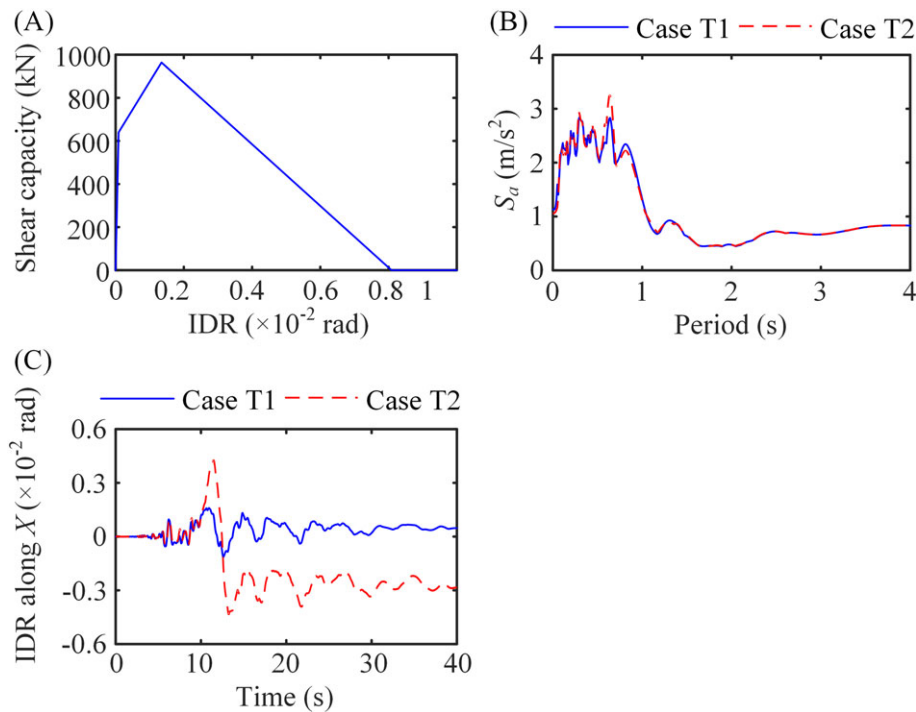 (A)
Shear capacity (kN)
1000
800
600
400
200
0
0 0.2 0.4 0.6 0.8 1
IDR (×10⁻² rad)
(B)
Case T1 Case T2
Sₐ (m/s²)
4
3
2
1
0
0 1 2 3 4
Period (s)
(C)
Case T1 Case T2
IDR along X (×10⁻² rad)
0.6
0.3
0
-0.3
-0.6
0 10 20 30 40
Time (s)